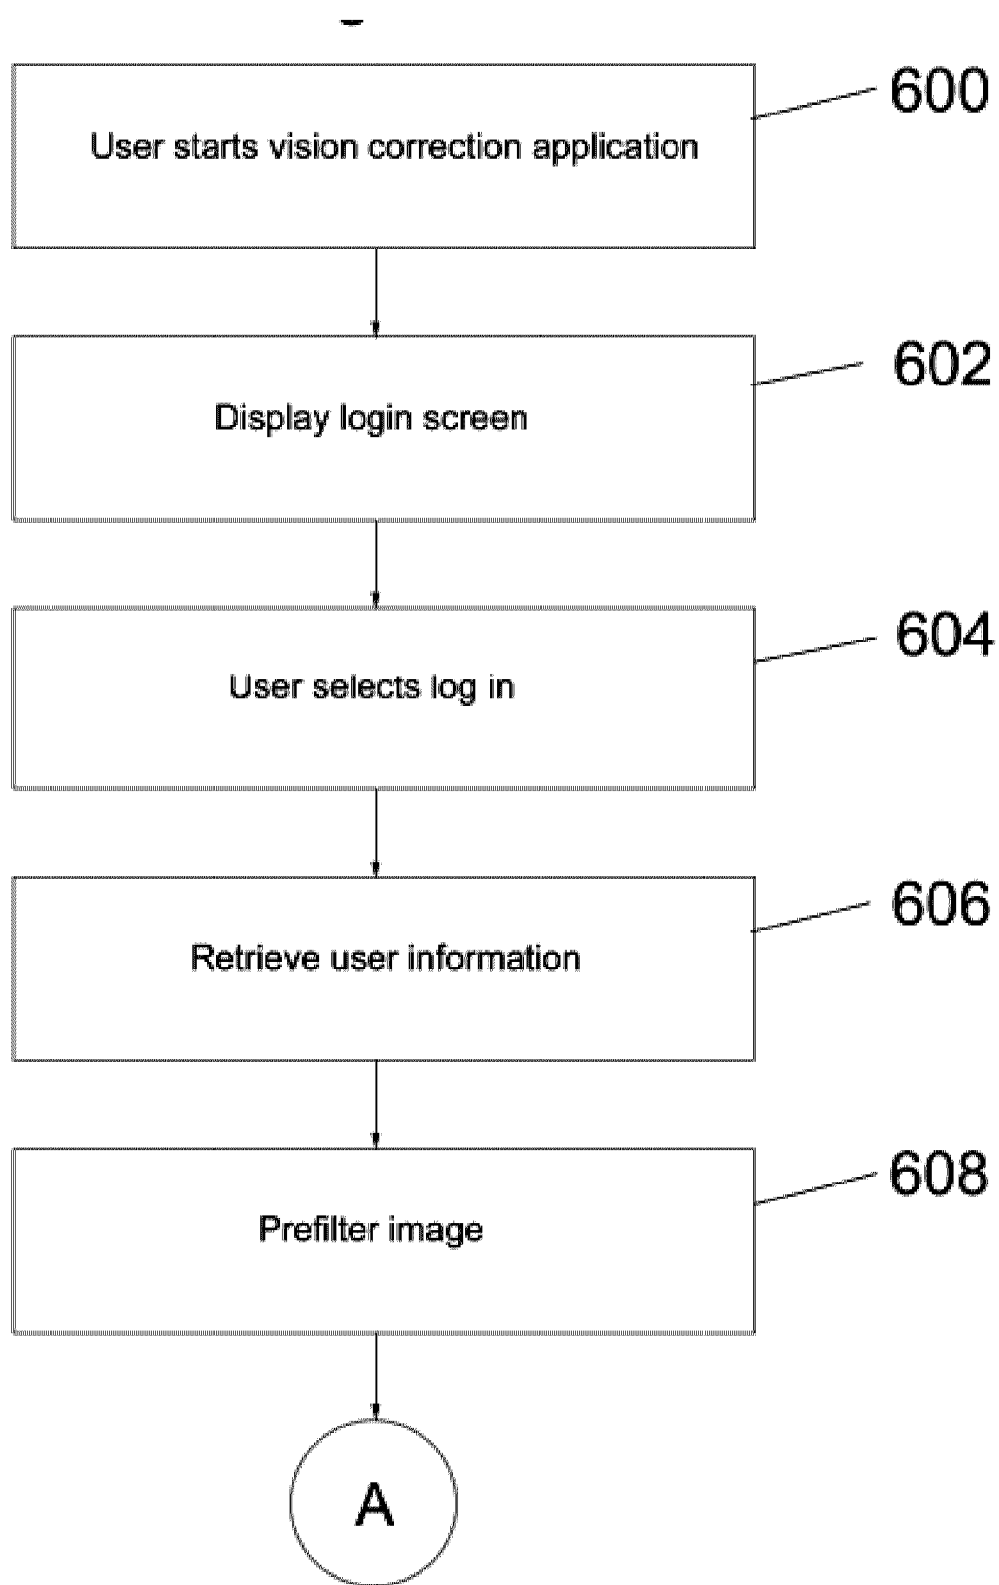 User starts vision correction application
600
Display login screen
602
User selects log in
604
Retrieve user information
606
Prefilter image
608
A